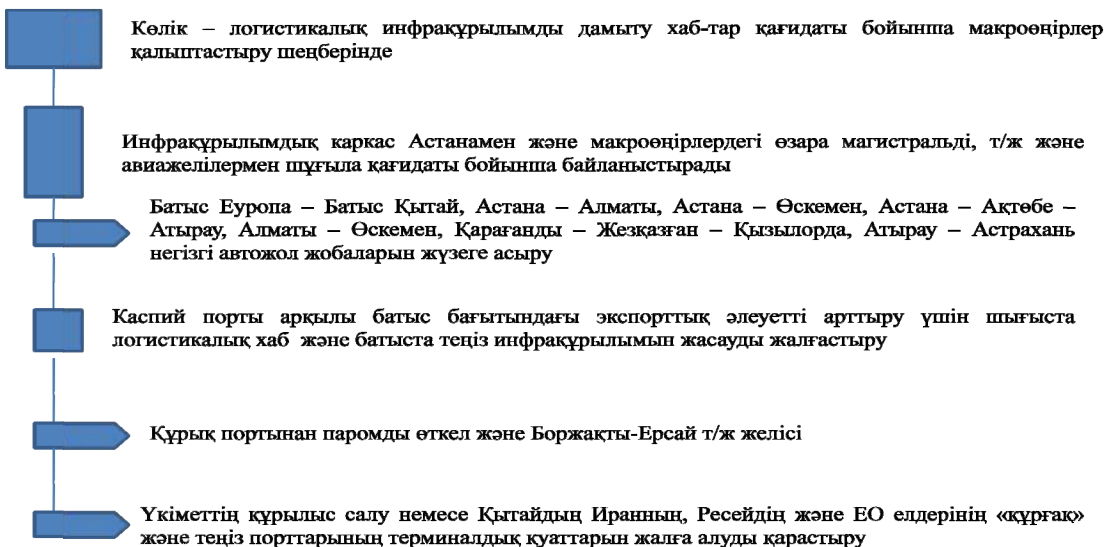 Көлік – логистикалық инфрақұрылымды дамыту хаб-тар қағидаты бойынша макроөңірлер
қалыптастыру шеңберінде
Инфрақұрылымдық каркас Астанамен және макроөңірлердегі өзара магистральді, т/ж және
авиажелілермен шұғыла қағидаты бойынша байланыстырады
Батыс Еуропа – Батыс Қытай, Астана – Алматы, Астана – Өскемен, Астана – Ақтөбе –
Атырау, Алматы – Өскемен, Қарағанды – Жезқазған – Қызылорда, Атырау – Астрахань
негізгі автожол жобаларын жүзеге асыру
Каспий порты арқылы батыс бағытындағы экспорттық әлеуетті арттыру үшін шығыста
логистикалық хаб және батыста теңіз инфрақұрылымын жасауды жалғастыру
Құрық портынан паромды өткел және Боржақты-Ерсай т/ж желісі
Үкіметтің құрылыс салу немесе Қытайдың Иранның, Ресейдің және ЕО елдерінің «құрғақ»
және теңіз порттарының терминалдық қуаттарын жалға алуды қарастыру